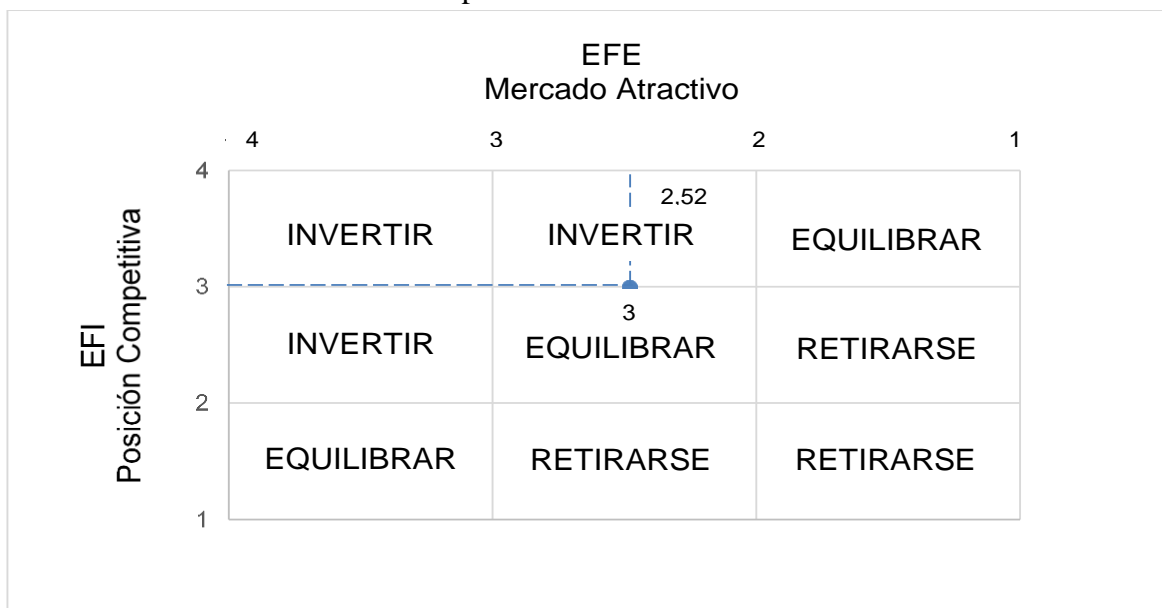 EFE
Mercado Atractivo
4 3 2 1
4
2.52
INVERTIR INVERTIR EQUILIBRAR
3
3
INVERTIR EQUILIBRAR RETIRARSE
2
EQUILIBRAR RETIRARSE RETIRARSE
1
EFI
Posición Competitiva